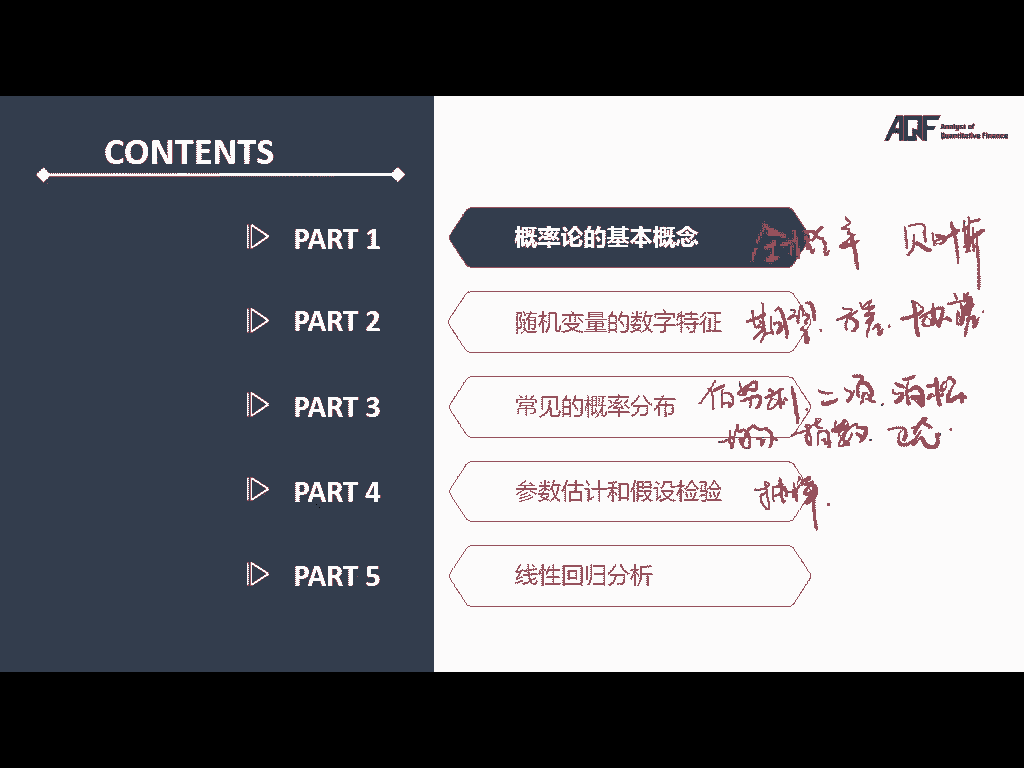 CONTENTS
AQF Analyst of Quantitative Finance
PART 1 概率论的基本概念 全概率 贝叶斯
PART 2 随机变量的数字特征 期望. 方差. 协方差.
PART 3 常见的概率分布 伯努利. 二项. 泊松
均匀 指数. 正态.
PART 4 参数估计和假设检验 抽样.
PART 5 线性回归分析